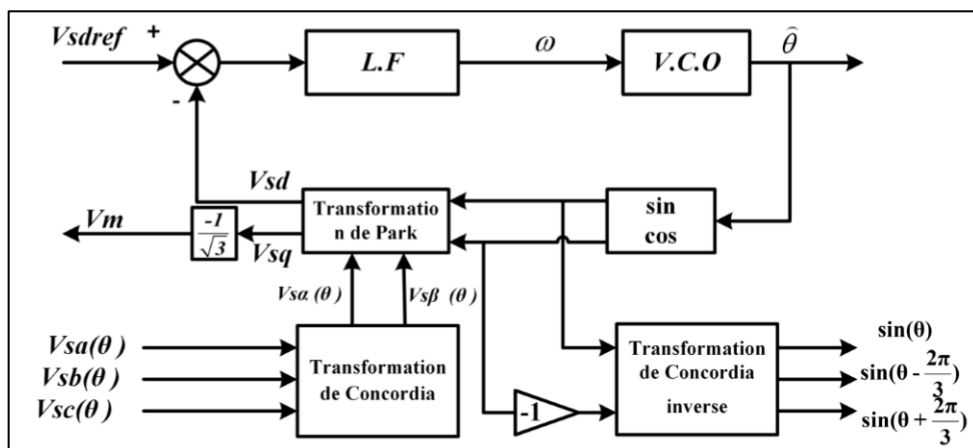 Vsdref + L.F ω V.C.O θ̂
-
Vsd
Transformatio
n de Park
sin
cos
Vm
-1
√3
Vsq
Vsα (θ) Vsβ (θ)
Vsa(θ)
Vsb(θ)
Vsc(θ)
Transformation
de Concordia
-1
Transformation
de Concordia
inverse
sin(θ)
sin(θ - 2π/3)
sin(θ + 2π/3)